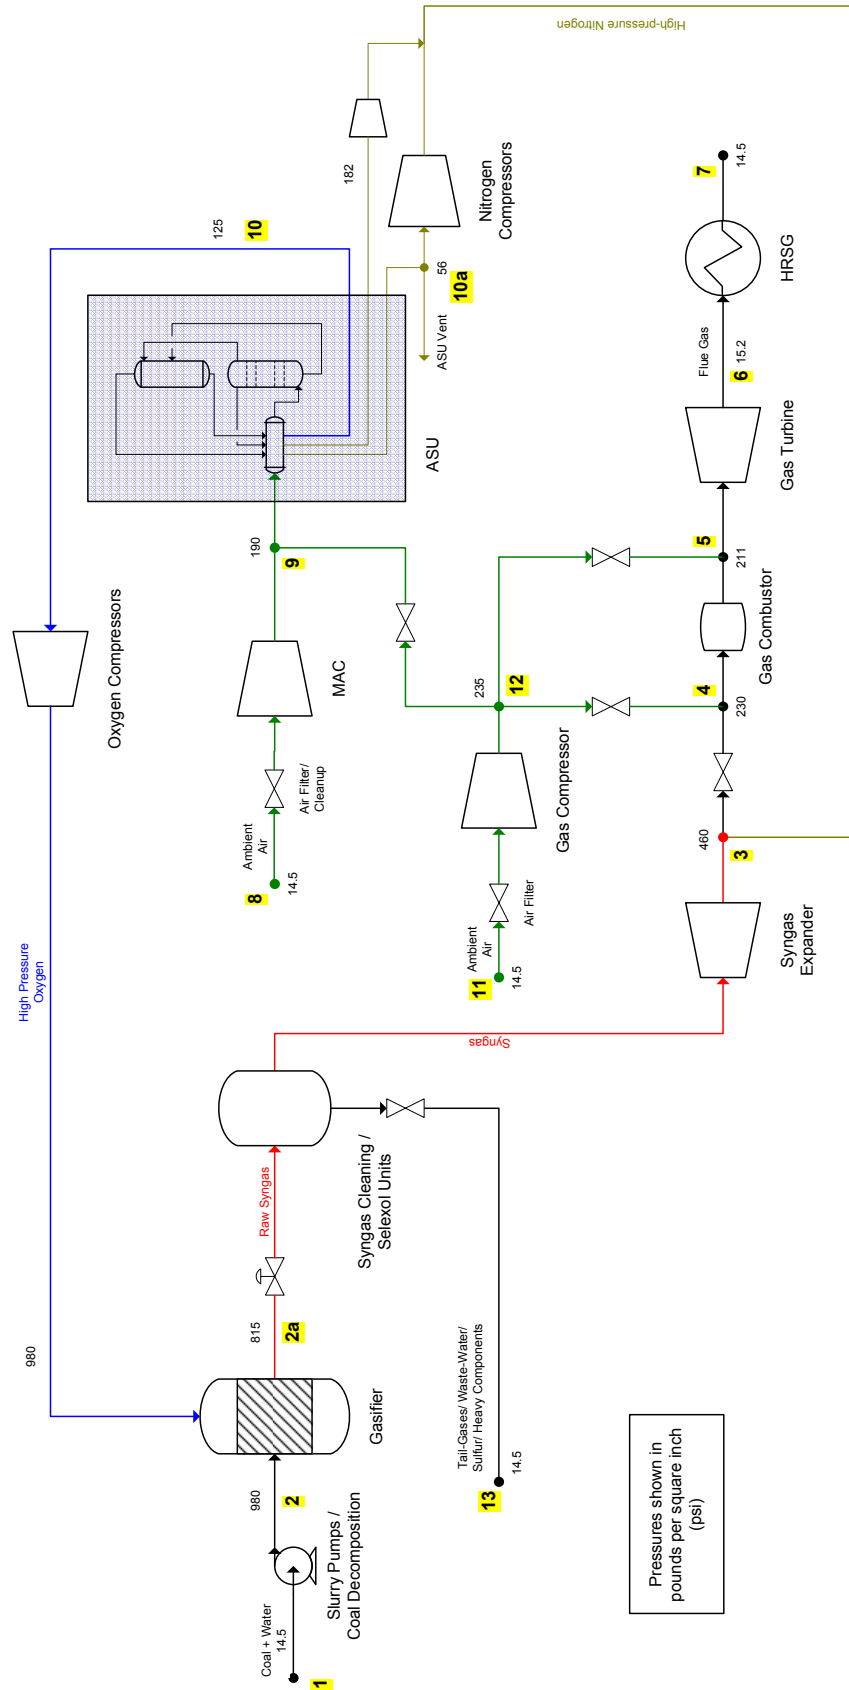 1
Coal + Water
14.5
Slurry Pumps /
Coal Decomposition
980
2
Gasifier
980
815
2a
Raw Syngas
High Pressure
Oxygen
Syngas Cleaning /
Selexol Units
Tail-Gases/ Waste-Water/
Sulfur/ Heavy Components
13
14.5
Syngas
Syngas
Expander
460
3
8
14.5
Ambient
Air
Air Filter/
Cleanup
MAC
190
9
11
14.5
Ambient
Air
Air Filter
Gas Compressor
235
12
4
230
Gas Combustor
5
211
Gas Turbine
Flue Gas
6
15.2
HRSG
7
14.5
Oxygen Compressors
ASU
125
10
ASU Vent
56
10a
182
Nitrogen
Compressors
High-pressure Nitrogen
Pressures shown in
pounds per square inch
(psi)